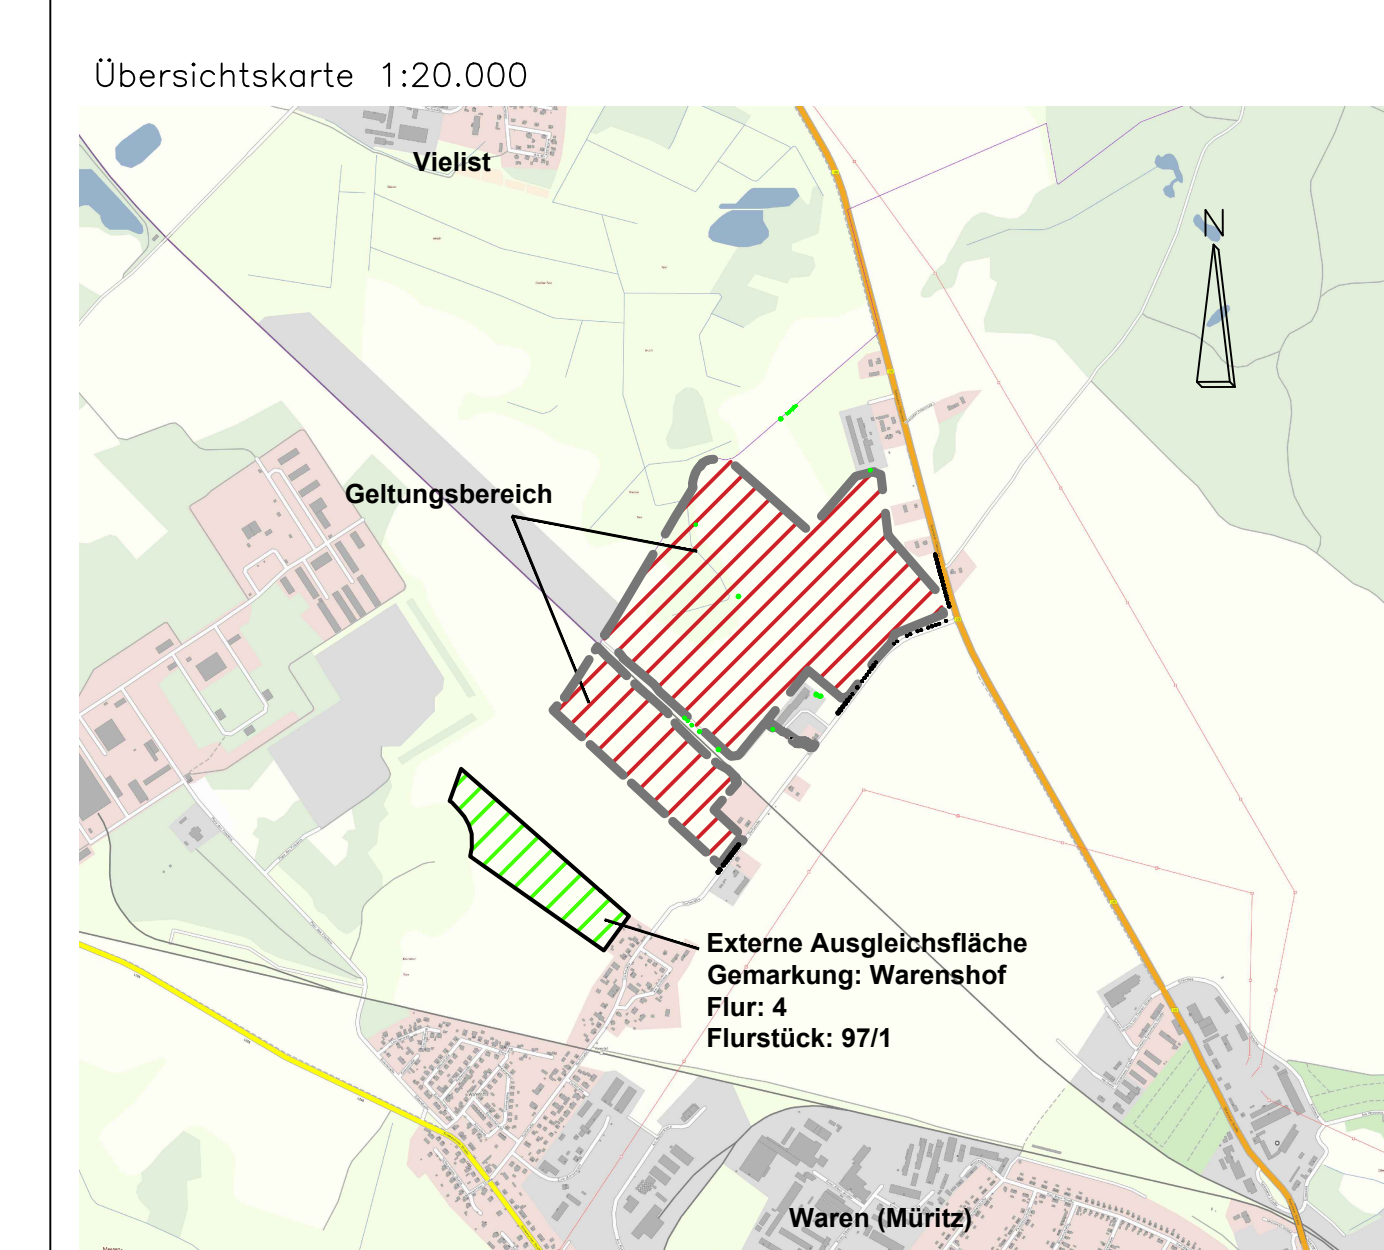 Übersichtskarte 1:20.000
Vielist
N
Geltungsbereich
Externe Ausgleichsfläche
Gemarkung: Warenshof
Flur: 4
Flurstück: 97/1
Waren (Müritz)